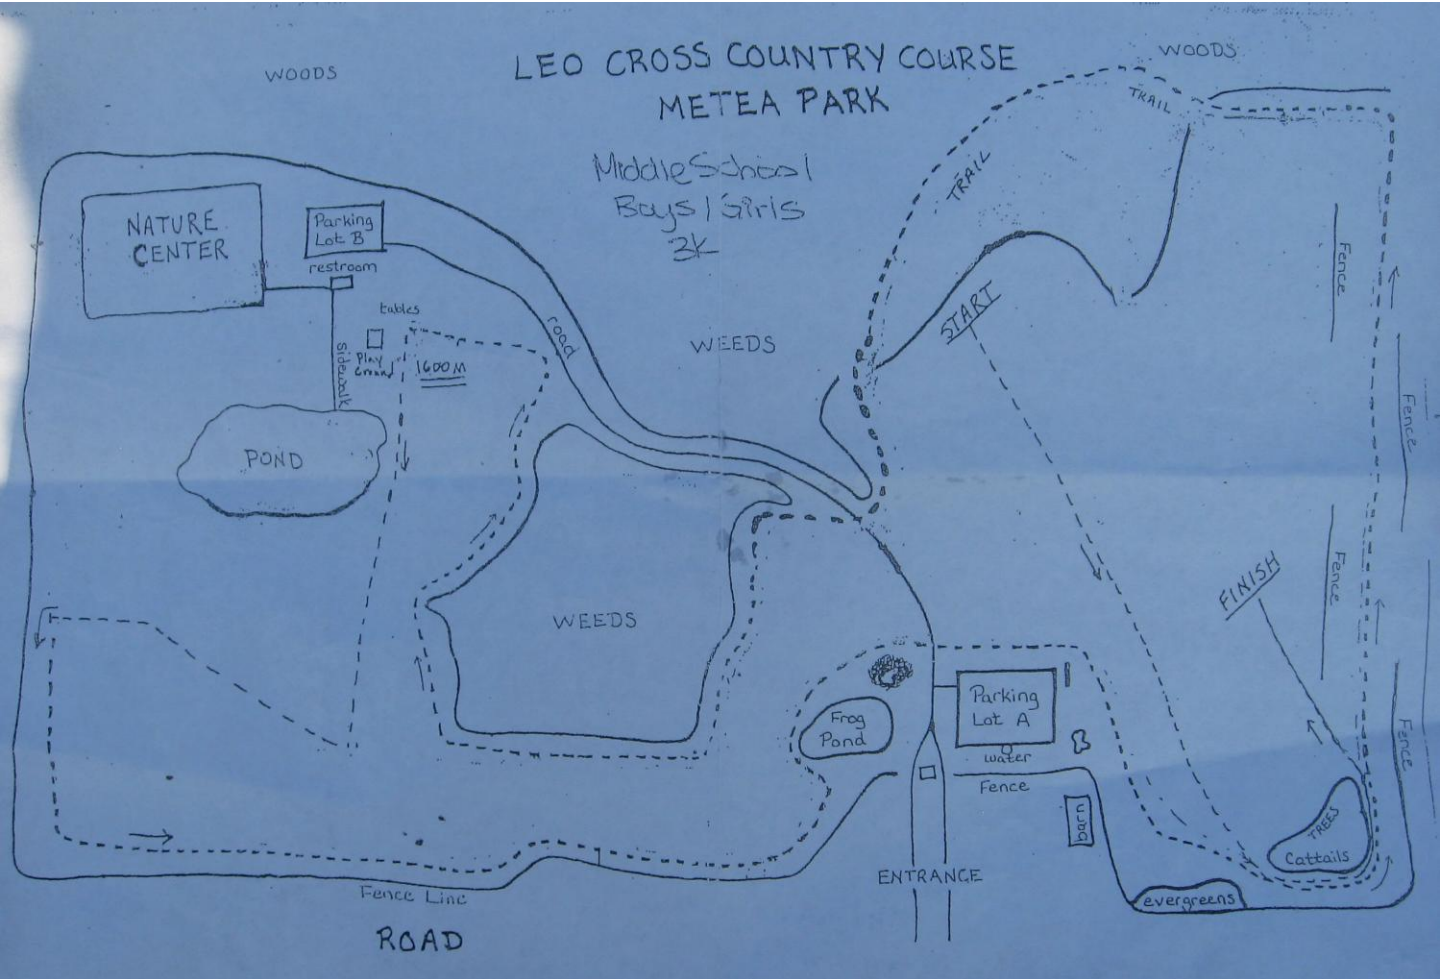 LEO CROSS COUNTRY COURSE
METEA PARK
WOODS
WOODS
TRAIL
TRAIL
Middle School
Boys / Girls
3K
NATURE
CENTER
Parking
Lot B
restroom
tables
Play
Ground
1600M
Sidewalk
road
WEEDS
START
Fence
Fence
POND
WEEDS
FINISH
Fence
Frog
Pond
Parking
Lot A
water
Fence
Fence
barn
TREES
Cattails
ENTRANCE
evergreens
Fence Line
ROAD